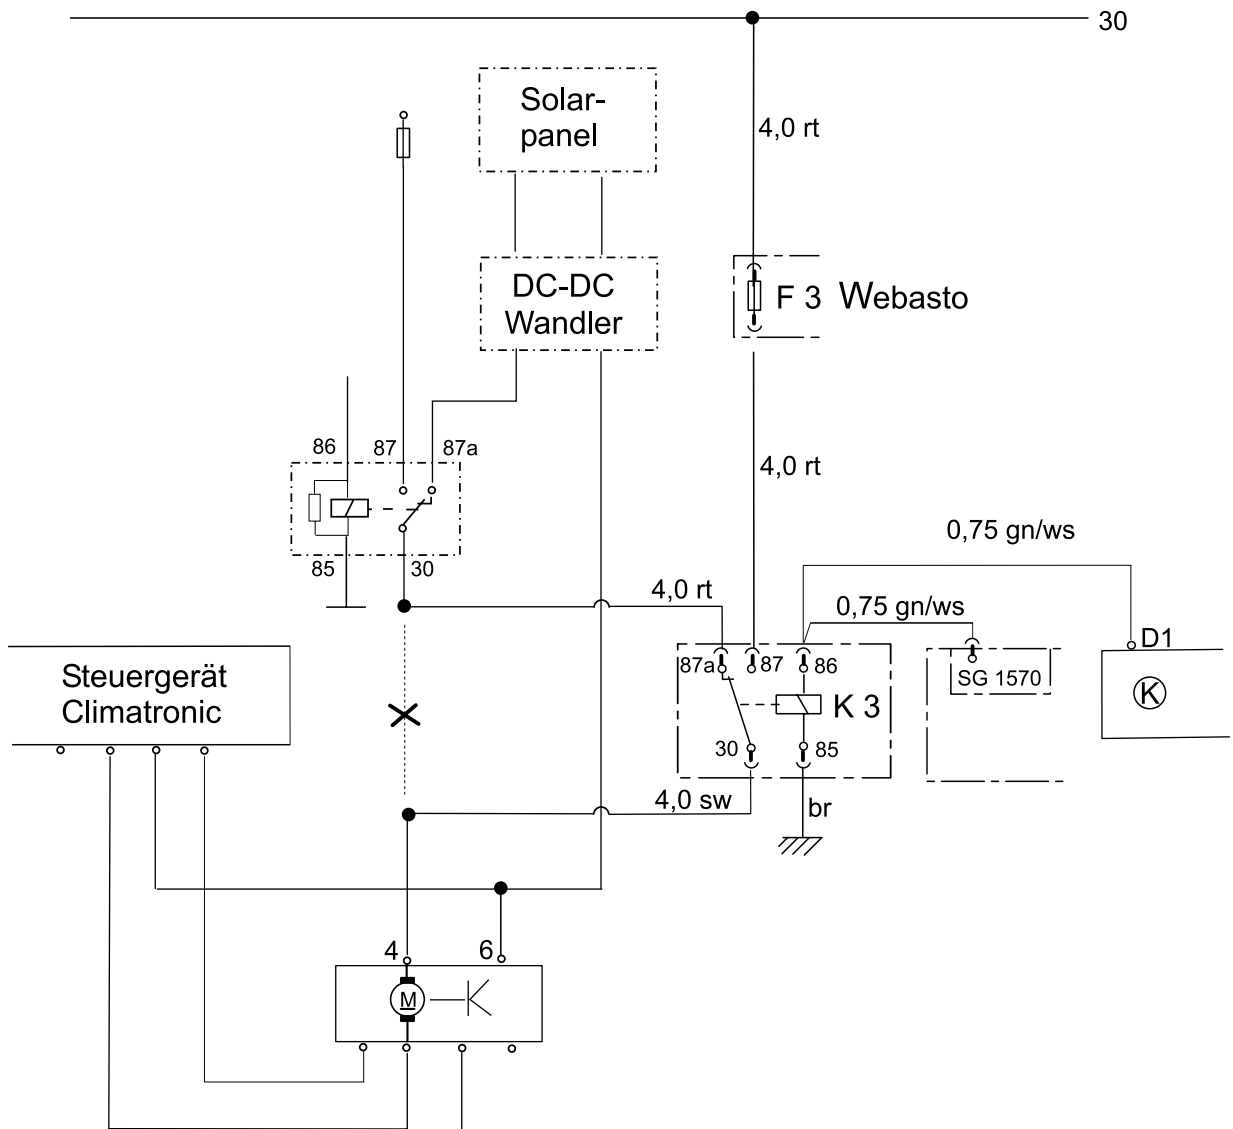 30
Solar-
panel
4,0 rt
DC-DC
Wandler
F 3 Webasto
86 87 87a
4,0 rt
0,75 gn/ws
85 30
4,0 rt
0,75 gn/ws
D1
87a 87 86
SG 1570
Steuergerät
Climatronic
K
K 3
30 85
4,0 sw
br
4 6
M